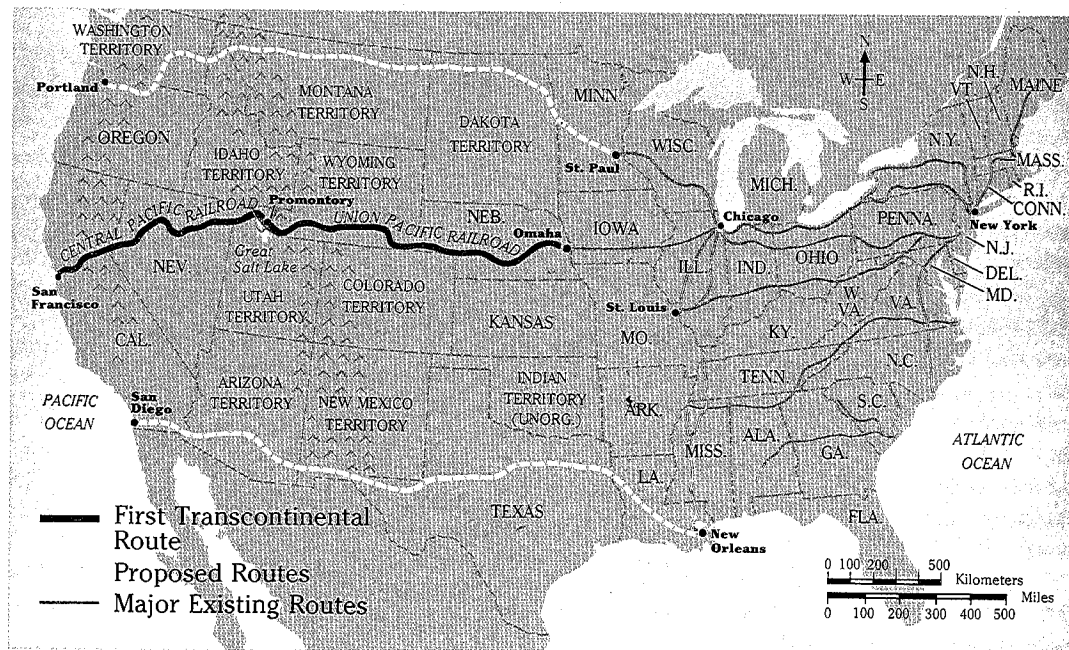 WASHINGTON
TERRITORY
Portland
OREGON
MONTANA
TERRITORY
IDAHO
TERRITORY
WYOMING
TERRITORY
DAKOTA
TERRITORY
MINN.
St. Paul
WISC.
MICH.
N
W E
S
N.H.
VT.
MAINE
N.Y.
MASS.
R.I.
CONN.
New York
PENNA.
N.J.
DEL.
MD.
Chicago
CENTRAL PACIFIC RAILROAD
Promontory
UNION PACIFIC RAILROAD
Great
Salt Lake
NEB.
Omaha
IOWA
ILL.
IND.
OHIO
W.
VA.
VA.
San
Francisco
NEV.
UTAH
TERRITORY
COLORADO
TERRITORY
KANSAS
St. Louis
MO.
KY.
CAL.
N.C.
TENN.
S.C.
PACIFIC
OCEAN
San
Diego
ARIZONA
TERRITORY
NEW MEXICO
TERRITORY
INDIAN
TERRITORY
(UNORG.)
ARK.
MISS.
ALA.
GA.
ATLANTIC
OCEAN
LA.
TEXAS
FLA.
New
Orleans
First Transcontinental
Route
Proposed Routes
Major Existing Routes
0 100 200 500
Kilometers
Miles
0 100 200 300 400 500